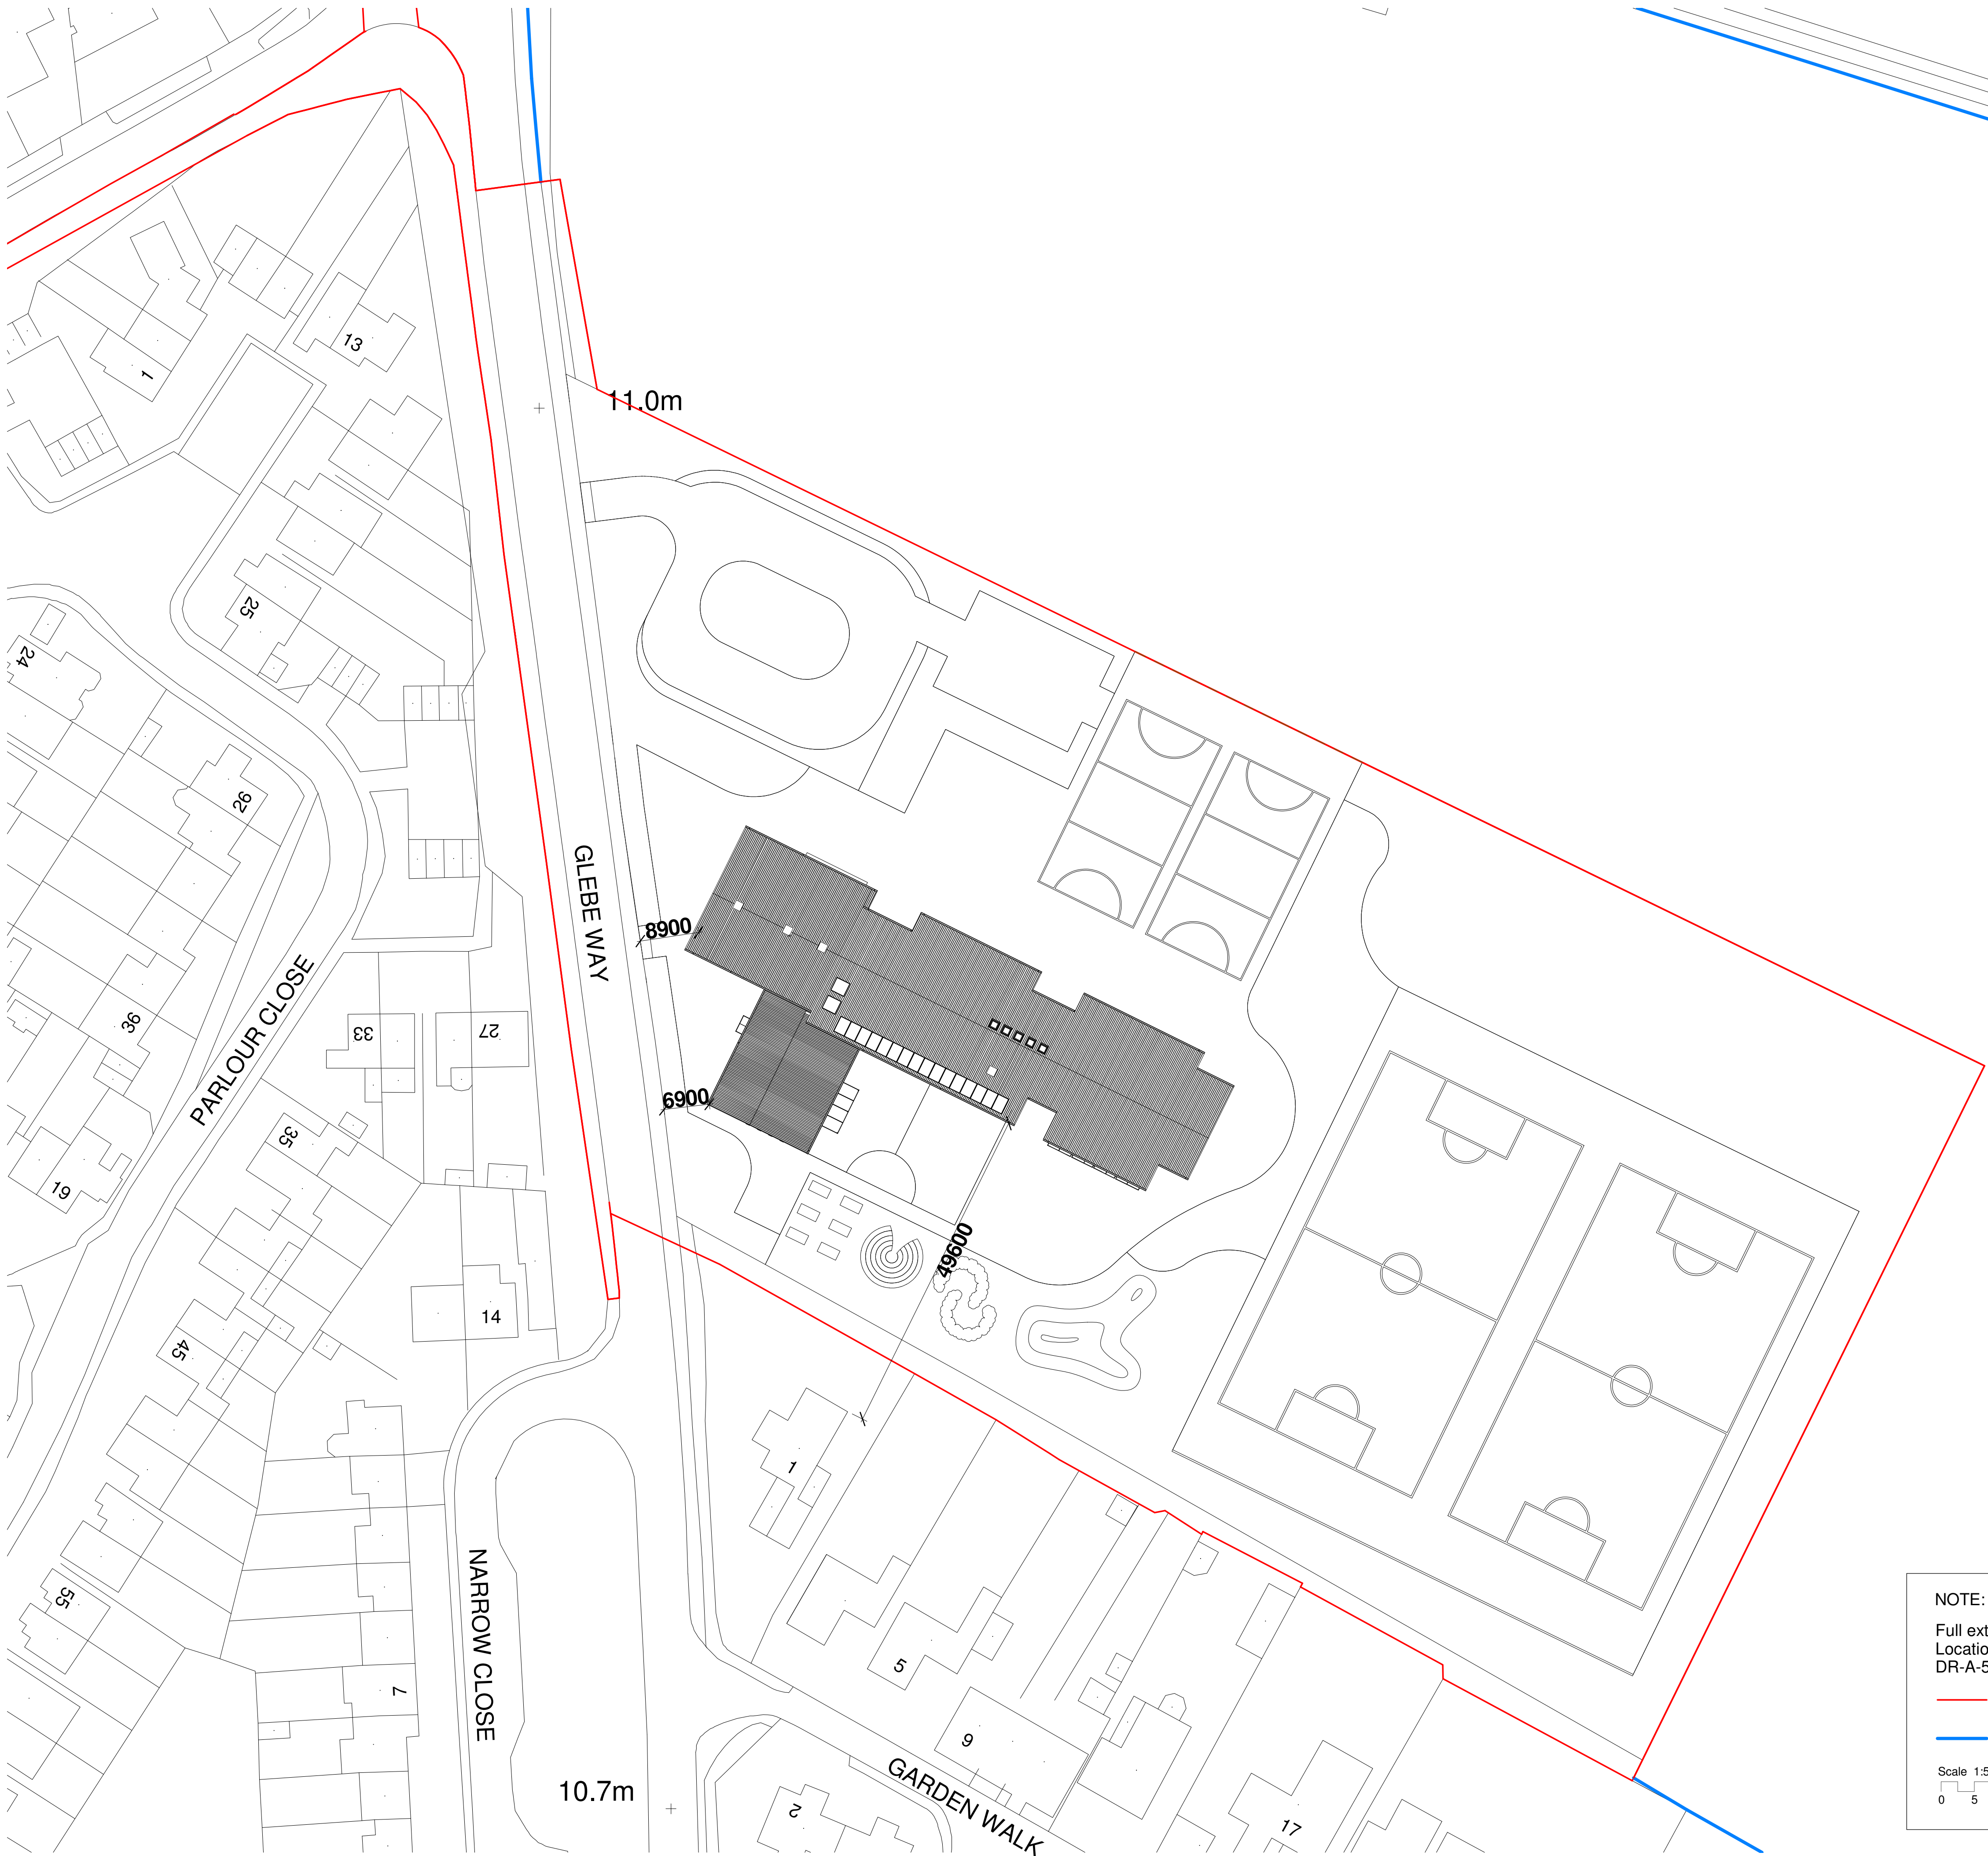 11.0m
13
1
25
24
26
GLEBE WAY
8900
PARLOUR CLOSE
36
33
27
6900
35
19
49600
14
45
1
NARROW CLOSE
55
5
7
9
10.7m
GARDEN WALK
2
17
NOTE:
Full ext
Locatio
DR-A-5
Scale 1:5
0 5